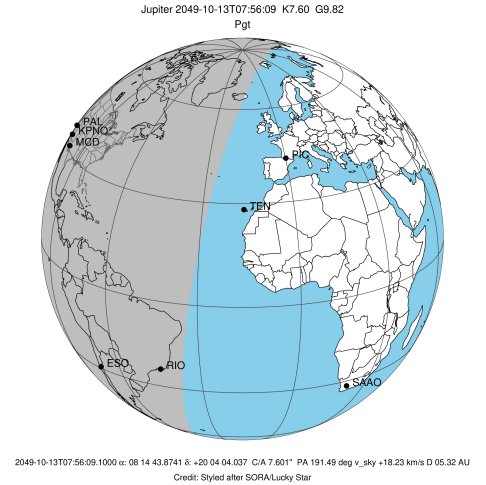 Jupiter 2049-10-13T07:56:09 K7.60 G9.82
Pgt
PAL
KPNO
MCD
PIC
TEN
ESO
RIO
SAAO
2049-10-13T07:56:09.1000 α: 08 14 43.8741 δ: +20 04 04.037 C/A 7.601" PA 191.49 deg v_sky +18.23 km/s D 05.32 AU
Credit: Styled after SORA/Lucky Star